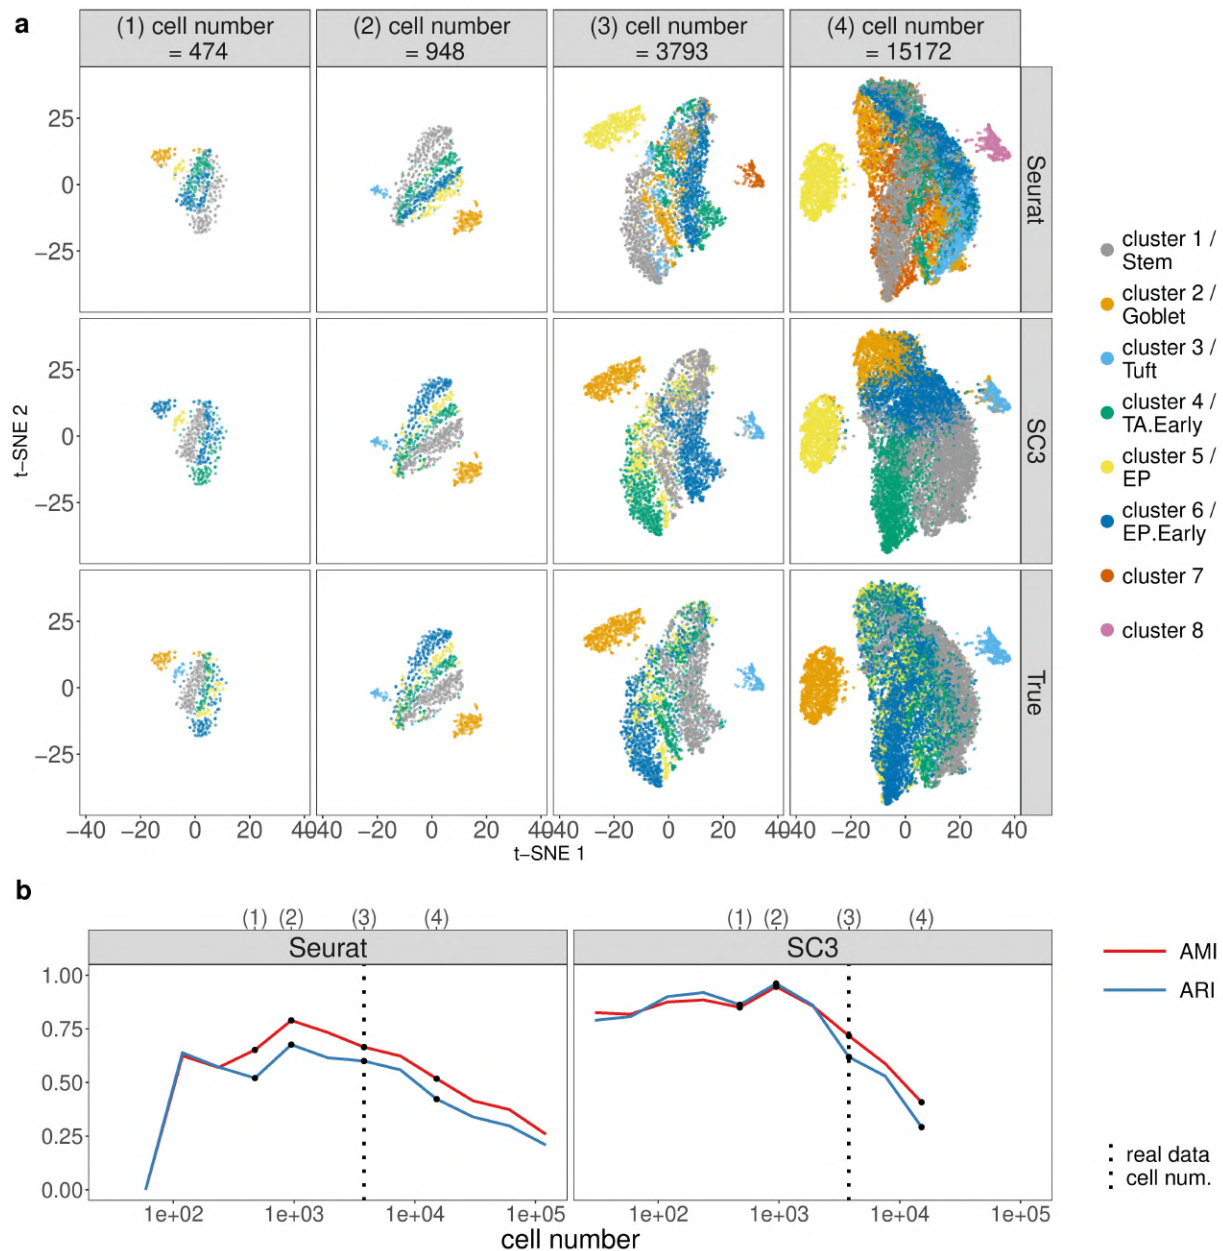 a
(1) cell number
= 474
(2) cell number
= 948
(3) cell number
= 3793
(4) cell number
= 15172
25
0
−25
Seurat
25
0
−25
SC3
25
0
−25
True
t−SNE 2
−40 −20 0 20 40
−40 −20 0 20 40
−40 −20 0 20 40
−40 −20 0 20 40
t−SNE 1
cluster 1 /
Stem
cluster 2 /
Goblet
cluster 3 /
Tuft
cluster 4 /
TA.Early
cluster 5 /
EP
cluster 6 /
EP.Early
cluster 7
cluster 8
b
(1) (2) (3) (4)
(1) (2) (3) (4)
Seurat
SC3
1.00
0.75
0.50
0.25
0.00
1e+02 1e+03 1e+04 1e+05
1e+02 1e+03 1e+04 1e+05
cell number
AMI
ARI
real data
cell num.